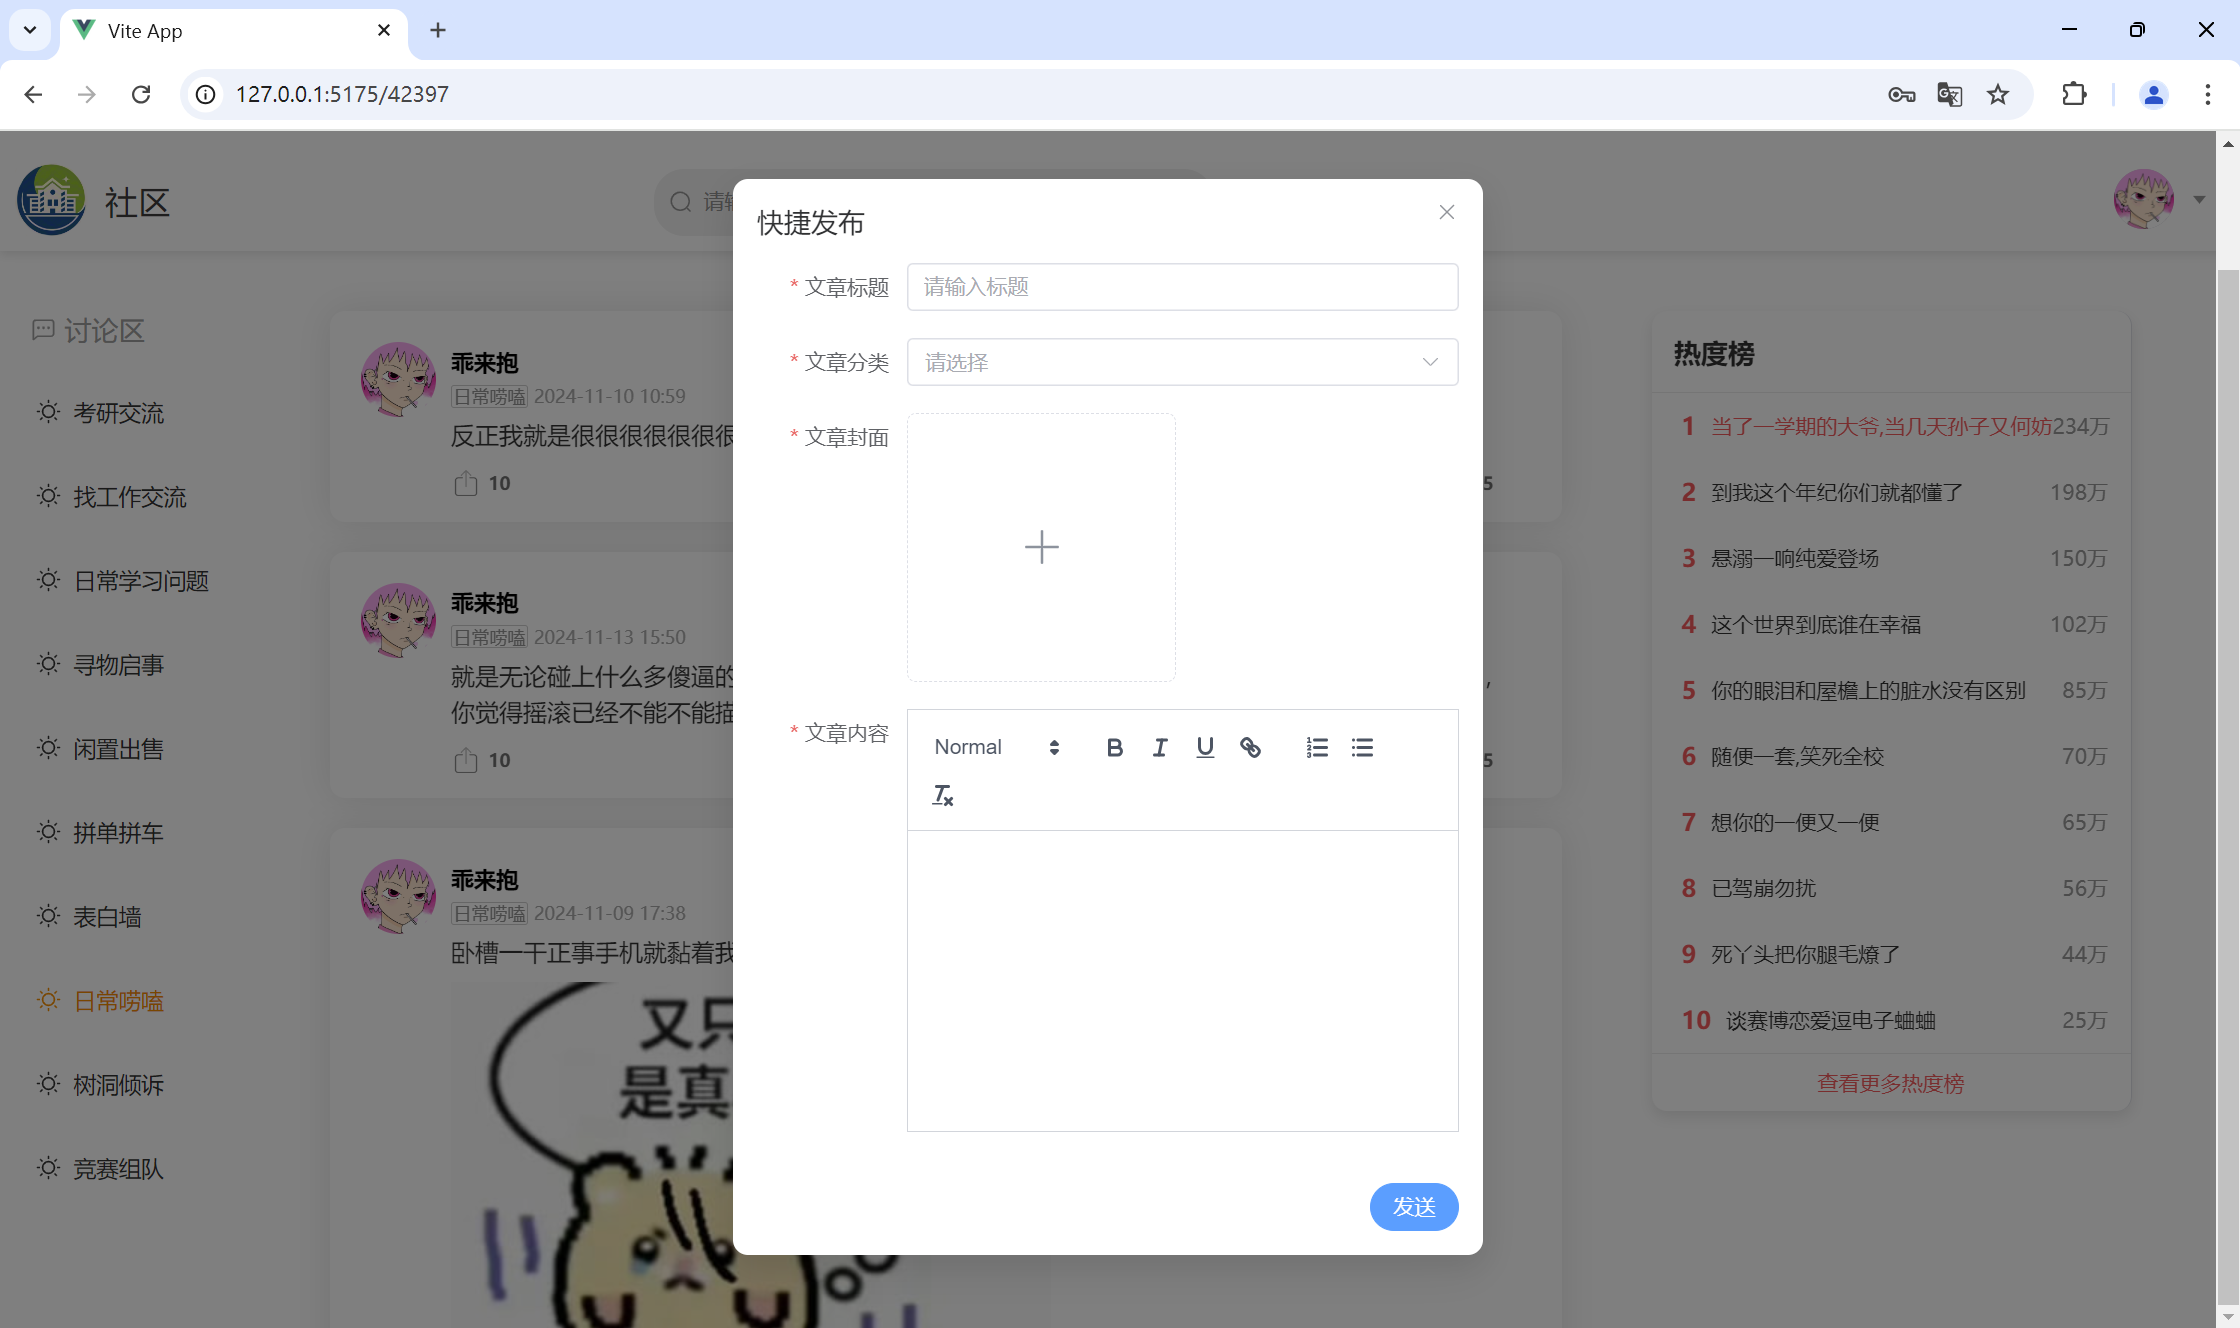 Vite App
127.0.0.1:5175/42397
社区
请
讨论区
考研交流
找工作交流
日常学习问题
寻物启事
闲置出售
拼单拼车
表白墙
日常唠嗑
树洞倾诉
竞赛组队
乖来抱
日常唠嗑 2024-11-10 10:59
反正我就是很很很很很很很
10
5
乖来抱
日常唠嗑 2024-11-13 15:50
就是无论碰上什么多傻逼的
，
你觉得摇滚已经不能不能描
10
5
乖来抱
日常唠嗑 2024-11-09 17:38
卧槽一干正事手机就黏着我
又只
是真
快捷发布
* 文章标题
请输入标题
* 文章分类
请选择
* 文章封面
* 文章内容
Normal
发送
热度榜
1 当了一学期的大爷,当几天孙子又何妨 234万
2 到我这个年纪你们就都懂了 198万
3 悬溺一响纯爱登场 150万
4 这个世界到底谁在幸福 102万
5 你的眼泪和屋檐上的脏水没有区别 85万
6 随便一套,笑死全校 70万
7 想你的一便又一便 65万
8 已驾崩勿扰 56万
9 死丫头把你腿毛燎了 44万
10 谈赛博恋爱逗电子蛐蛐 25万
查看更多热度榜